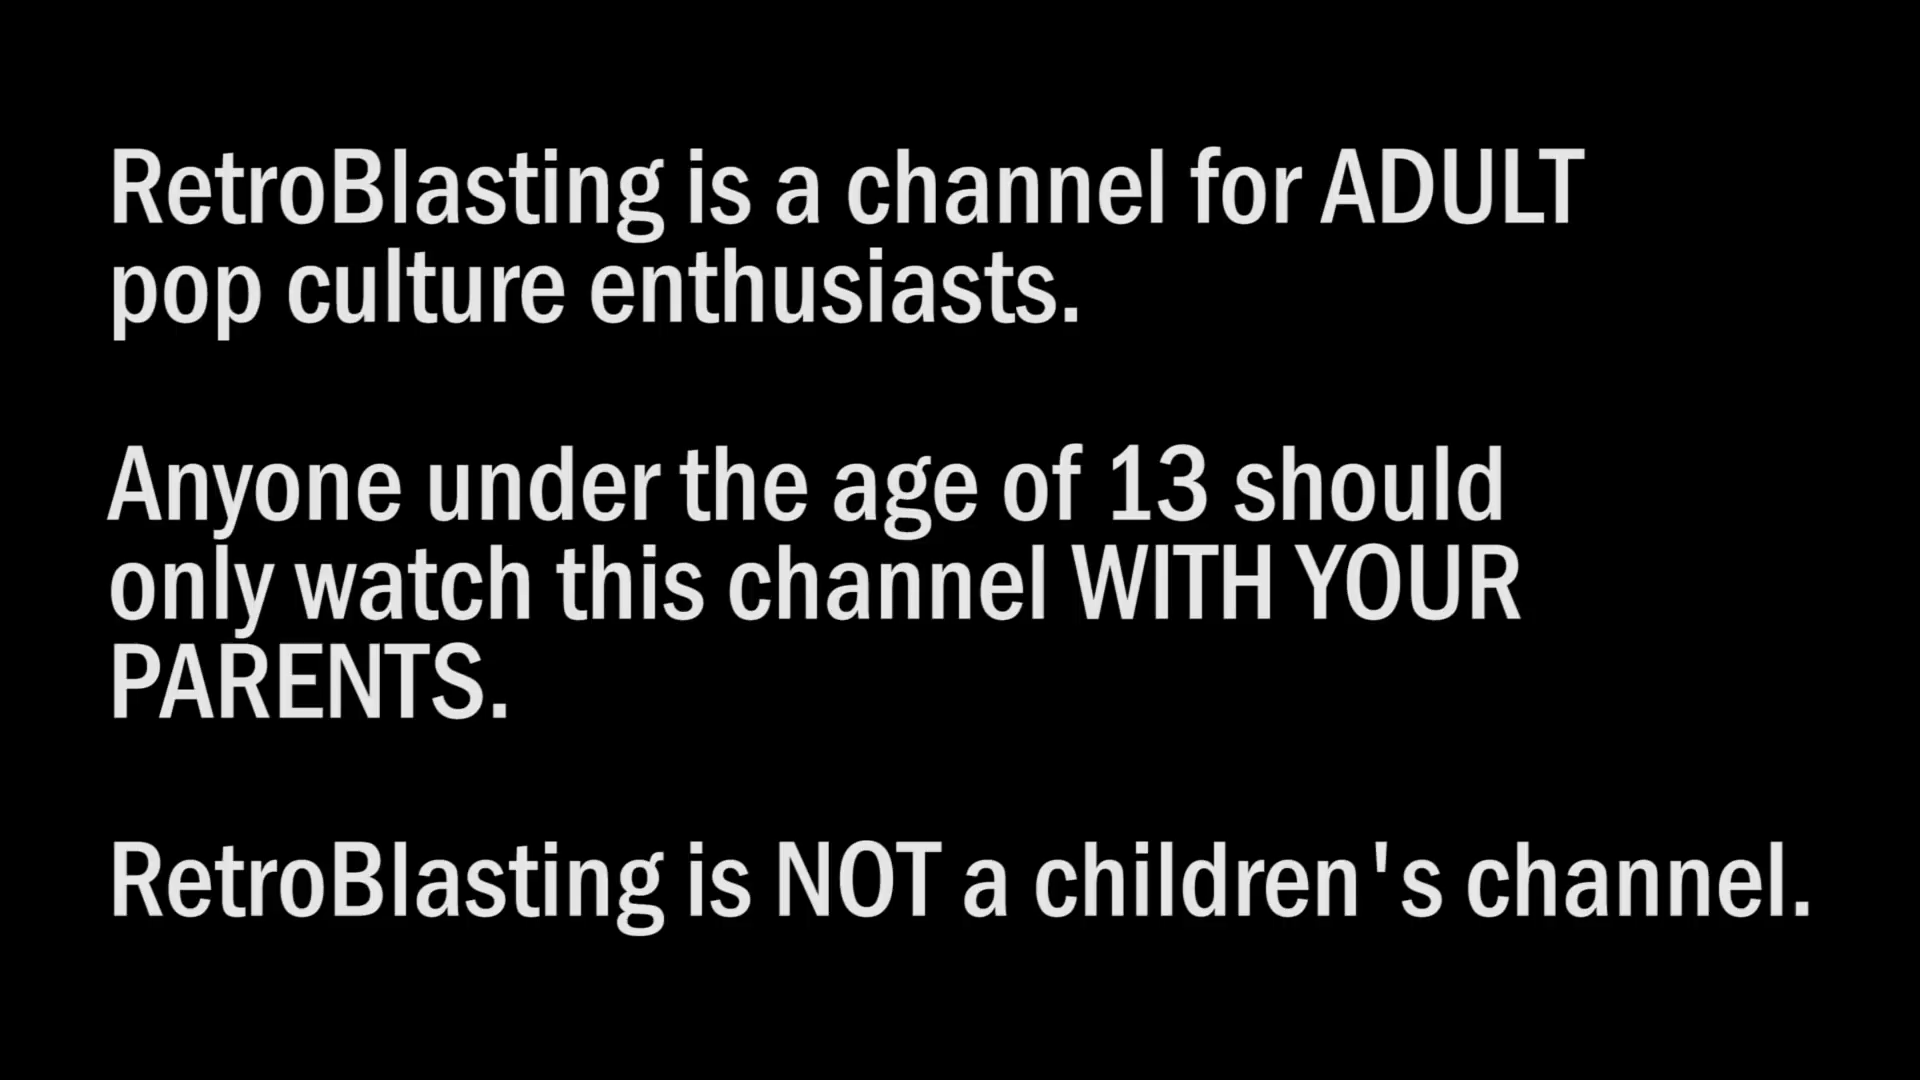 RetroBlasting is a channel for ADULT
pop culture enthusiasts.
Anyone under the age of 13 should
only watch this channel WITH YOUR
PARENTS.
RetroBlasting is NOT a children's channel.